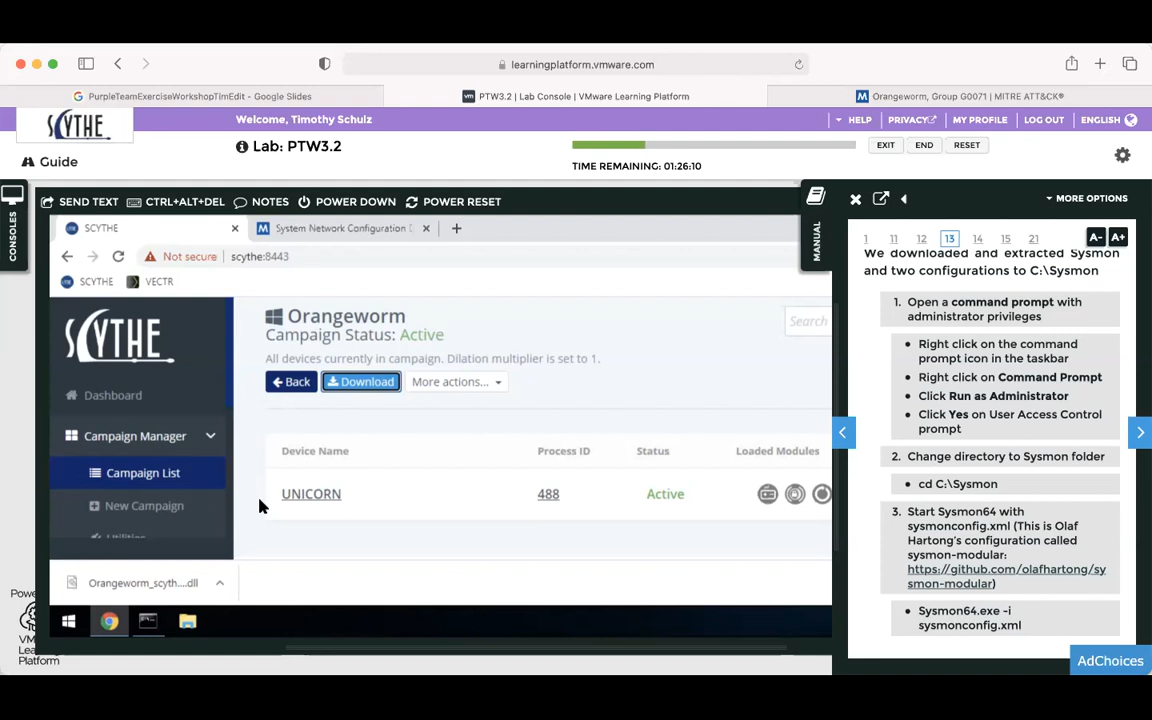 learningplatform.vmware.com
PurpleTeamExerciseWorkshopTimEdit - Google Slides
vm PTW3.2 | Lab Console | VMware Learning Platform
M Orangeworm, Group G0071 | MITRE ATT&CK®
SCYTHE
Welcome, Timothy Schulz
HELP PRIVACY MY PROFILE LOG OUT ENGLISH
Guide
Lab: PTW3.2
EXIT END RESET
TIME REMAINING: 01:26:10
CONSOLES
SEND TEXT CTRL+ALT+DEL NOTES POWER DOWN POWER RESET
SCYTHE
M System Network Configuration
Not secure scythe:8443
SCYTHE VECTR
SCYTHE
Dashboard
Campaign Manager
Campaign List
New Campaign
Utilities
Orangeworm
Campaign Status: Active
Search
All devices currently in campaign. Dilation multiplier is set to 1.
Back Download More actions...
Device Name Process ID Status Loaded Modules
UNICORN 488 Active
Orangeworm_scyth....dll
MANUAL
MORE OPTIONS
1 11 12 13 14 15 21
A- A+
We downloaded and extracted Sysmon
and two configurations to C:\Sysmon
1. Open a command prompt with
administrator privileges
• Right click on the command
prompt icon in the taskbar
• Right click on Command Prompt
• Click Run as Administrator
• Click Yes on User Access Control
prompt
2. Change directory to Sysmon folder
• cd C:\Sysmon
3. Start Sysmon64 with
sysmonconfig.xml (This is Olaf
Hartong's configuration called
sysmon-modular:
https://github.com/olafhartong/sy
smon-modular)
• Sysmon64.exe -i
sysmonconfig.xml
Platform
AdChoices